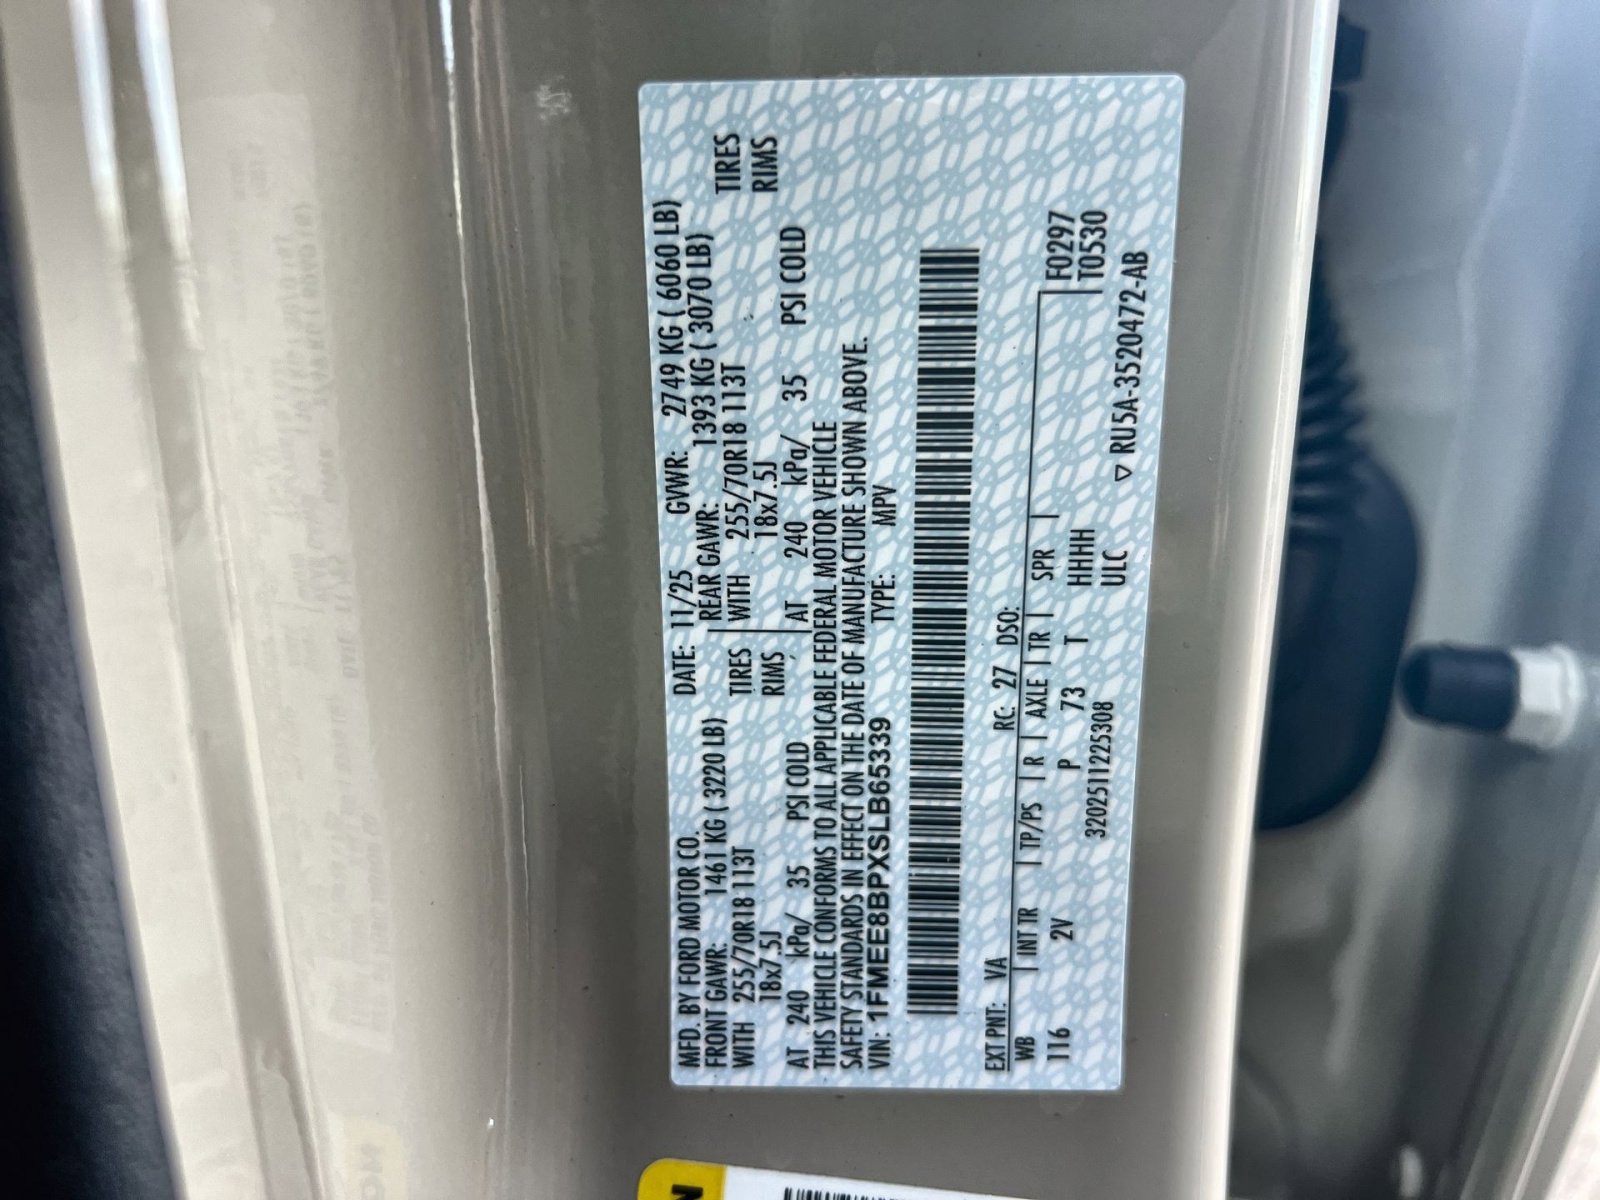 MFD. BY FORD MOTOR CO. DATE: 11/25 GVWR: 2749 KG ( 6060 LB)
FRONT GAWR: 1461KG ( 3220 LB) REAR GAWR: 1393 KG ( 3070 LB)
WITH 255/70R18 113T TIRES WITH 255/70R18 113T TIRES
18x7.5J RIMS 18x7.5J RIMS
AT 240 kPa/ 35 PSI COLD AT 240 kPa/ 35 PSI COLD
THIS VEHICLE CONFORMS TO ALL APPLICABLE FEDERAL MOTOR VEHICLE
SAFETY STANDARDS IN EFFECT ON THE DATE OF MANUFACTURE SHOWN ABOVE.
VIN: 1FMEE8BPXSLB65339 TYPE: MPV
EXT PNT: VA RC: 27 DSO:
WB INT TR TP/PS R AXLE TR SPR F0297
116 2V P 73 T HHHH T0530
3202511225308 ULC ▽ RU5A-3520472-AB